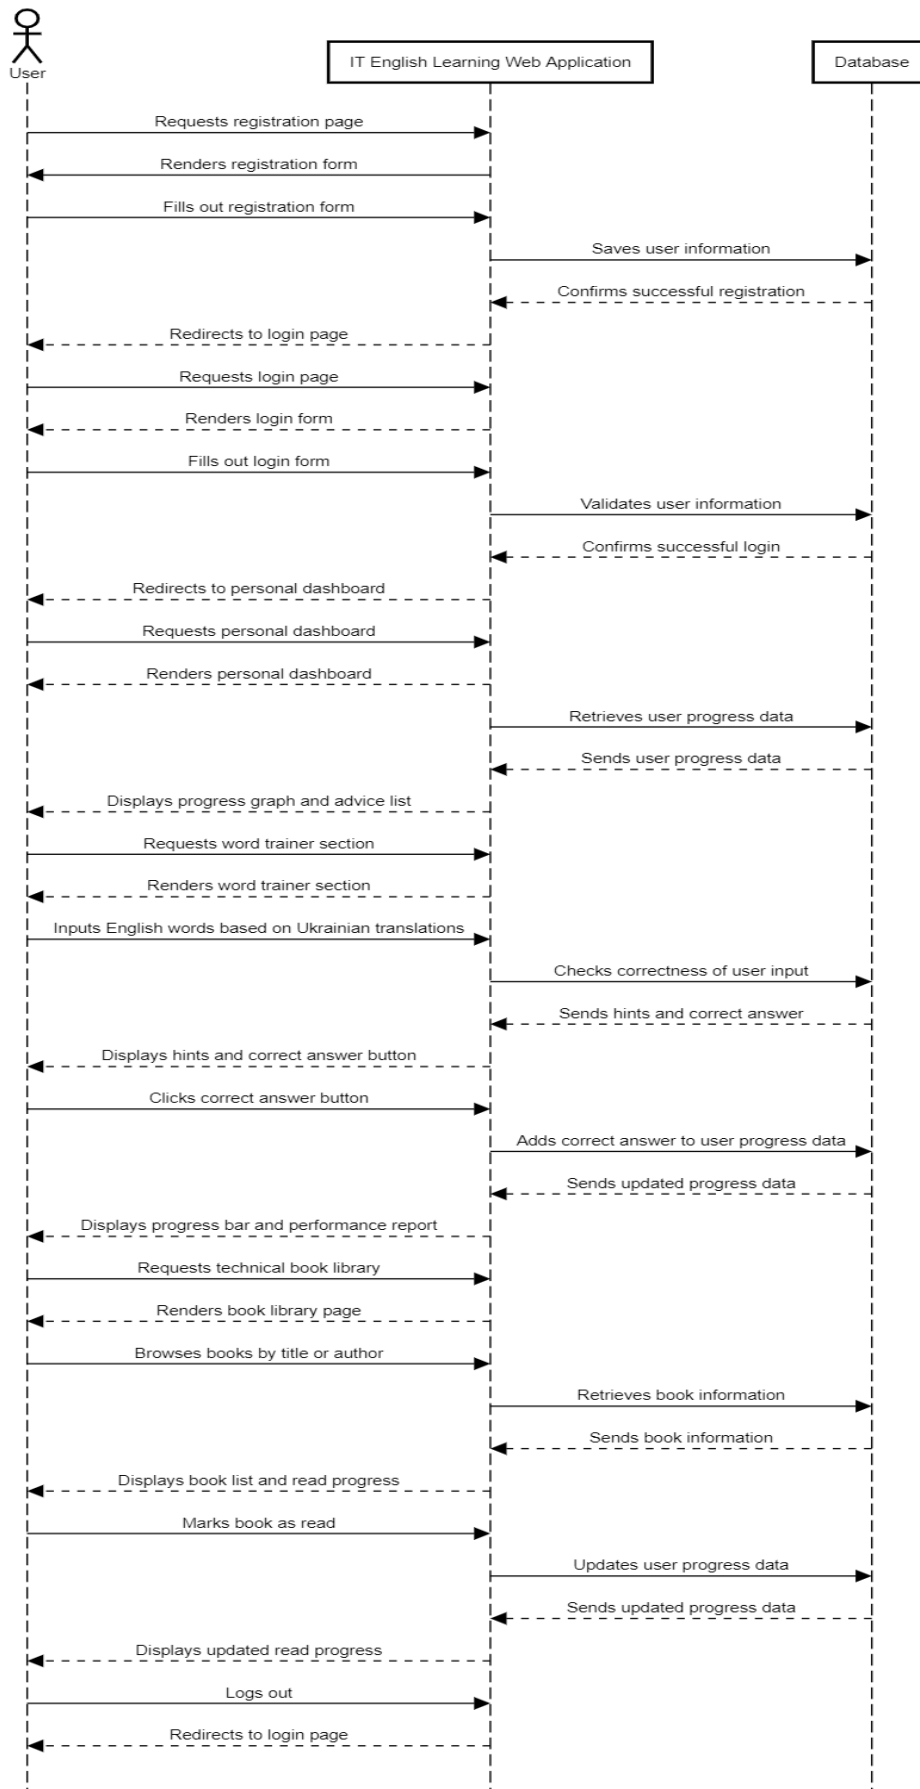 User
IT English Learning Web Application
Database
Requests registration page
Renders registration form
Fills out registration form
Saves user information
Confirms successful registration
Redirects to login page
Requests login page
Renders login form
Fills out login form
Validates user information
Confirms successful login
Redirects to personal dashboard
Requests personal dashboard
Renders personal dashboard
Retrieves user progress data
Sends user progress data
Displays progress graph and advice list
Requests word trainer section
Renders word trainer section
Inputs English words based on Ukrainian translations
Checks correctness of user input
Sends hints and correct answer
Displays hints and correct answer button
Clicks correct answer button
Adds correct answer to user progress data
Sends updated progress data
Displays progress bar and performance report
Requests technical book library
Renders book library page
Browses books by title or author
Retrieves book information
Sends book information
Displays book list and read progress
Marks book as read
Updates user progress data
Sends updated progress data
Displays updated read progress
Logs out
Redirects to login page